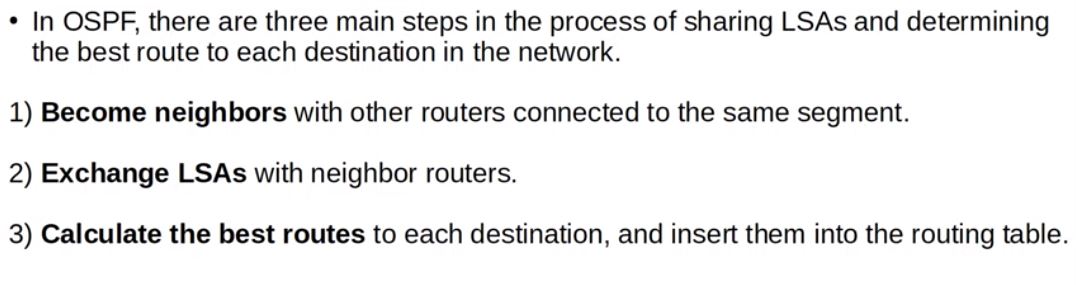 • In OSPF, there are three main steps in the process of sharing LSAs and determining
the best route to each destination in the network.
1) Become neighbors with other routers connected to the same segment.
2) Exchange LSAs with neighbor routers.
3) Calculate the best routes to each destination, and insert them into the routing table.